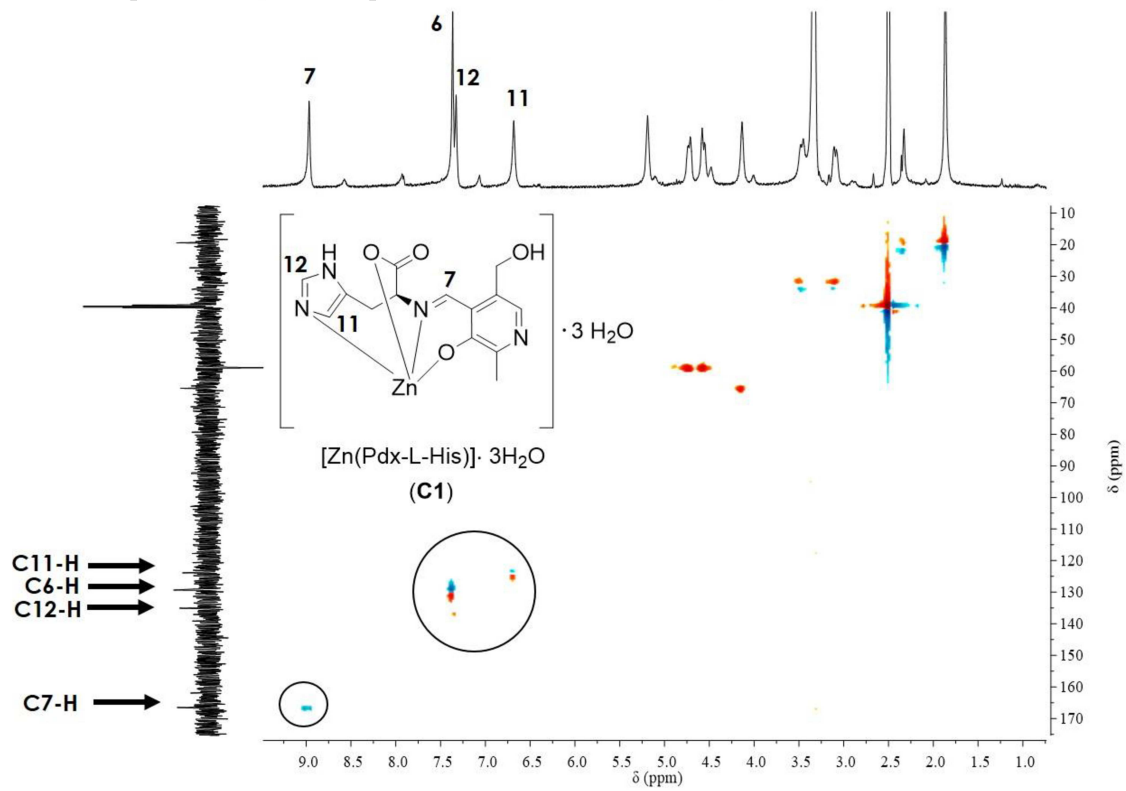 6
7
12
11
H
O
O
OH
12
N
7
N
11
N
O
N
Zn
· 3 H₂O
[Zn(Pdx-L-His)]· 3H₂O
(C1)
C11-H
C6-H
C12-H
C7-H
10
20
30
40
50
60
70
80
90
100
110
120
130
140
150
160
170
δ (ppm)
9.0 8.5 8.0 7.5 7.0 6.5 6.0 5.5 5.0 4.5 4.0 3.5 3.0 2.5 2.0 1.5 1.0
δ (ppm)